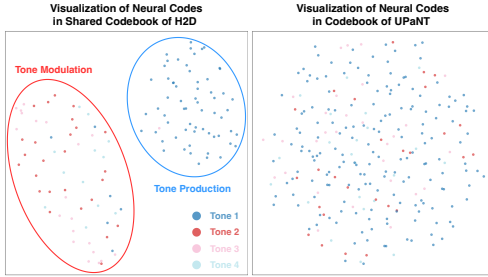 Visualization of Neural Codes
in Shared Codebook of H2D
Visualization of Neural Codes
in Codebook of UPaNT
Tone Modulation
Tone Production
Tone 1
Tone 2
Tone 3
Tone 4